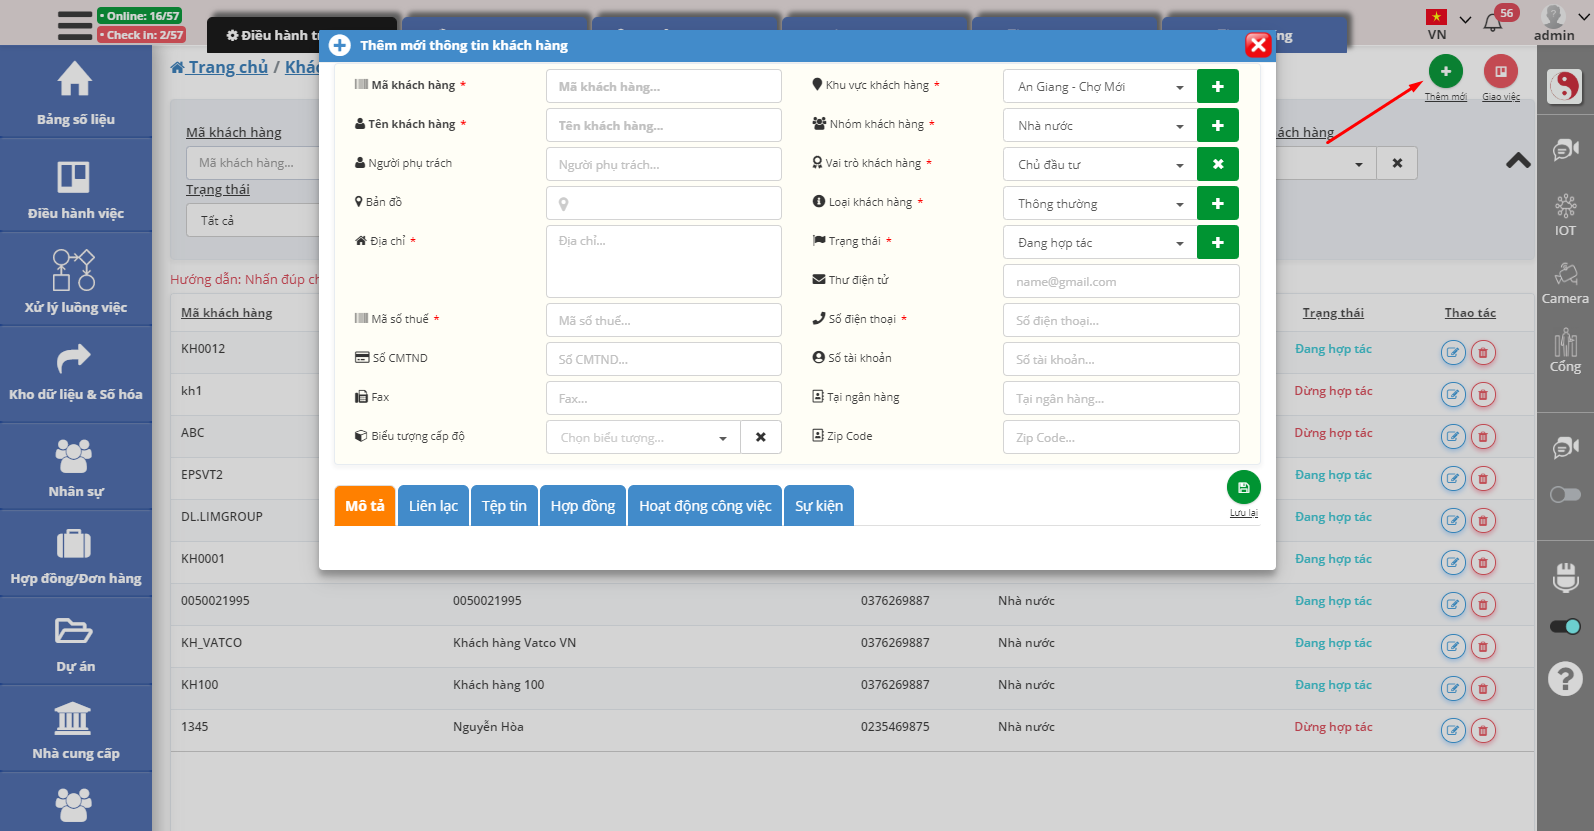 Online: 16/57
Check in: 2/57
Điều hành
VN
56
admin
Trang chủ /
Thêm mới thông tin khách hàng
Thêm mới
Giao việc
Bảng số liệu
Điều hành việc
Xử lý luồng việc
Kho dữ liệu & Số hóa
Nhân sự
Hợp đồng/Đơn hàng
Dự án
Nhà cung cấp
Mã khách hàng
Mã khách hàng...
Trạng thái
Tất cả
hàng
Hướng dẫn: Nhấn đúp
Mã khách hàng *
Mã khách hàng...
Khu vực khách hàng *
An Giang - Chợ Mới
Tên khách hàng *
Tên khách hàng...
Nhóm khách hàng *
Nhà nước
Người phụ trách
Người phụ trách...
Vai trò khách hàng *
Chủ đầu tư
Bản đồ
Loại khách hàng *
Thông thường
Địa chỉ *
Địa chỉ...
Trạng thái *
Đang hợp tác
Thư điện tử
name@gmail.com
Mã số thuế *
Mã số thuế...
Số điện thoại *
Số điện thoại...
Số CMTND
Số CMTND...
Số tài khoản
Số tài khoản...
Fax
Fax...
Tại ngân hàng
Tại ngân hàng...
Biểu tượng cấp độ
Chọn biểu tượng...
Zip Code
Zip Code...
Mô tả
Liên lạc
Tệp tin
Hợp đồng
Hoạt động công việc
Sự kiện
Lưu lại
Mã khách hàng
Trạng thái
Thao tác
KH0012
Đang hợp tác
kh1
Dừng hợp tác
ABC
Dừng hợp tác
EPSVT2
Đang hợp tác
DL.LIMGROUP
Đang hợp tác
KH0001
Đang hợp tác
0050021995 0050021995 0376269887 Nhà nước Đang hợp tác
KH_VATCO Khách hàng Vatco VN 0376269887 Nhà nước Đang hợp tác
KH100 Khách hàng 100 0376269887 Nhà nước Đang hợp tác
1345 Nguyễn Hòa 0235469875 Nhà nước Dừng hợp tác
IOT
Camera
Cổng